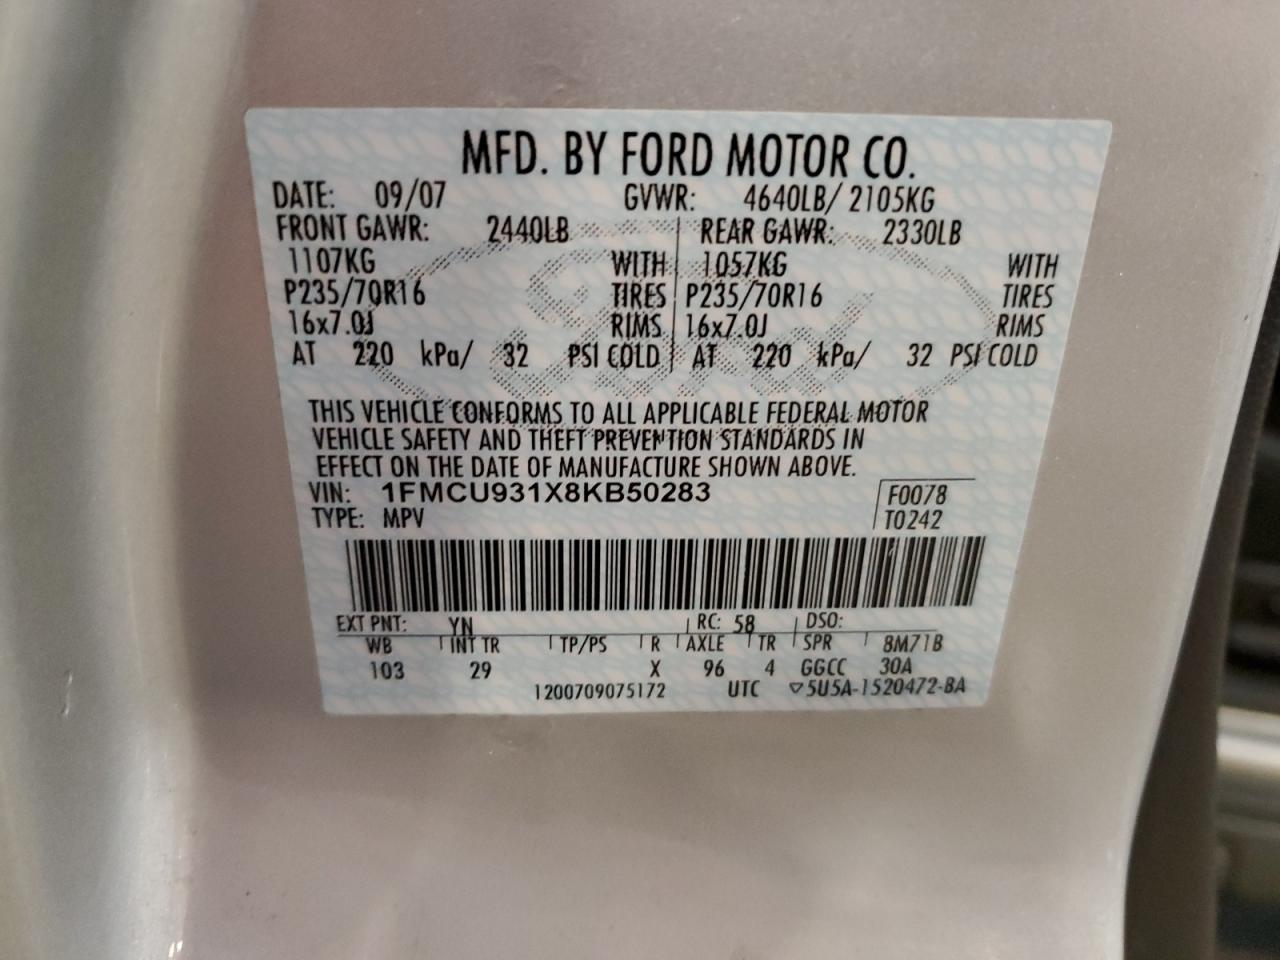 MFD. BY FORD MOTOR CO.
DATE: 09/07 GVWR: 4640LB/ 2105KG
FRONT GAWR: 2440LB REAR GAWR: 2330LB
1107KG WITH 1057KG WITH
P235/70R16 TIRES P235/70R16 TIRES
16x7.0J RIMS 16x7.0J RIMS
AT 220 kPa/ 32 PSI COLD AT 220 kPa/ 32 PSI COLD
THIS VEHICLE CONFORMS TO ALL APPLICABLE FEDERAL MOTOR
VEHICLE SAFETY AND THEFT PREVENTION STANDARDS IN
EFFECT ON THE DATE OF MANUFACTURE SHOWN ABOVE.
VIN: 1FMCU931X8KB50283 F0078
TYPE: MPV T0242
EXT PNT: YN RC: 58 DSO:
WB INT TR TP/PS R AXLE TR SPR 8M71B
103 29 X 96 4 GGCC 30A
1200709075172 UTC ▽5U5A-1520472-BA